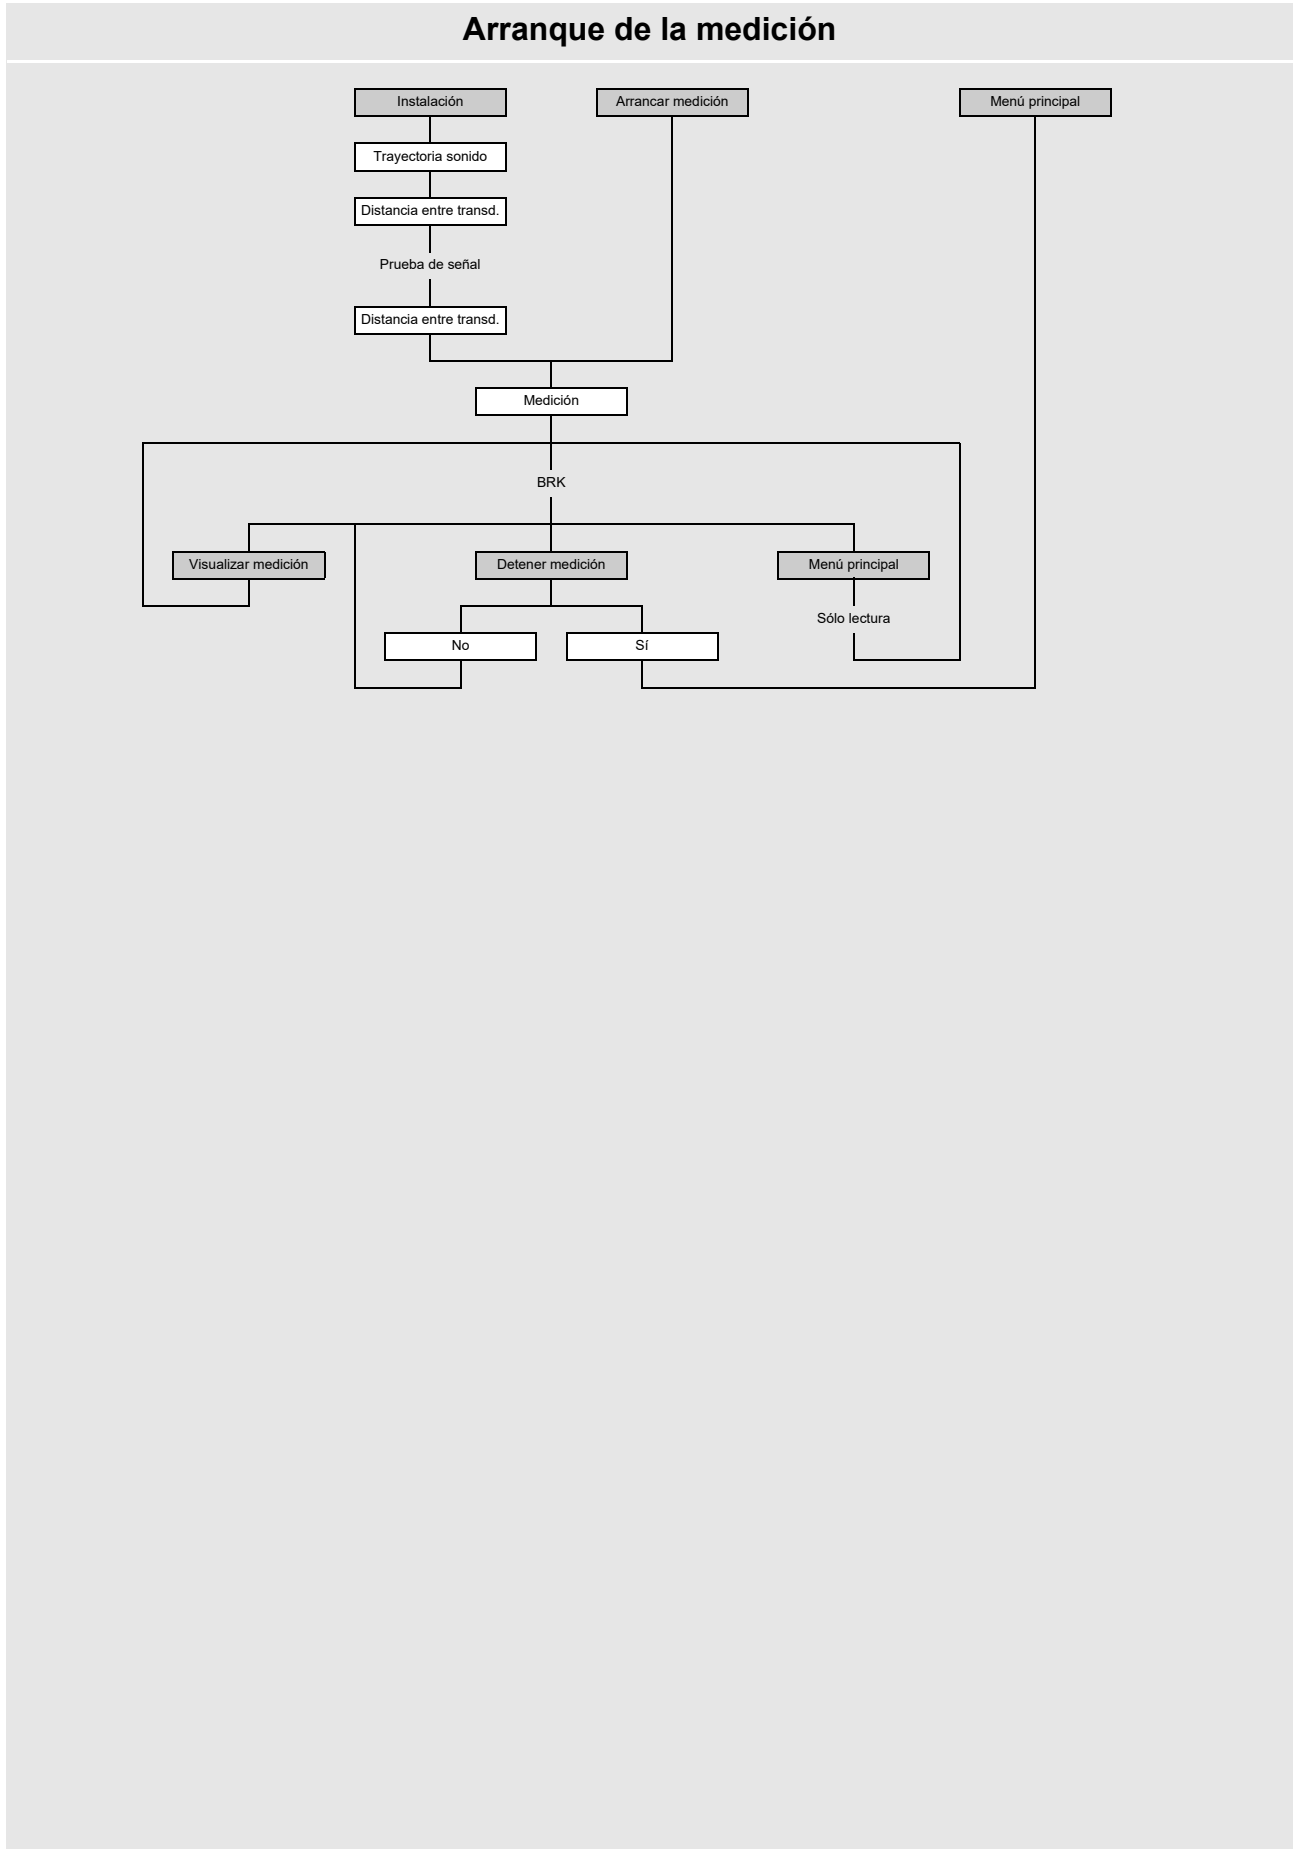 Arranque de la medición
Instalación
Arrancar medición
Menú principal
Trayectoria sonido
Distancia entre transd.
Prueba de señal
Distancia entre transd.
Medición
BRK
Visualizar medición
Detener medición
Menú principal
Sólo lectura
No
Sí